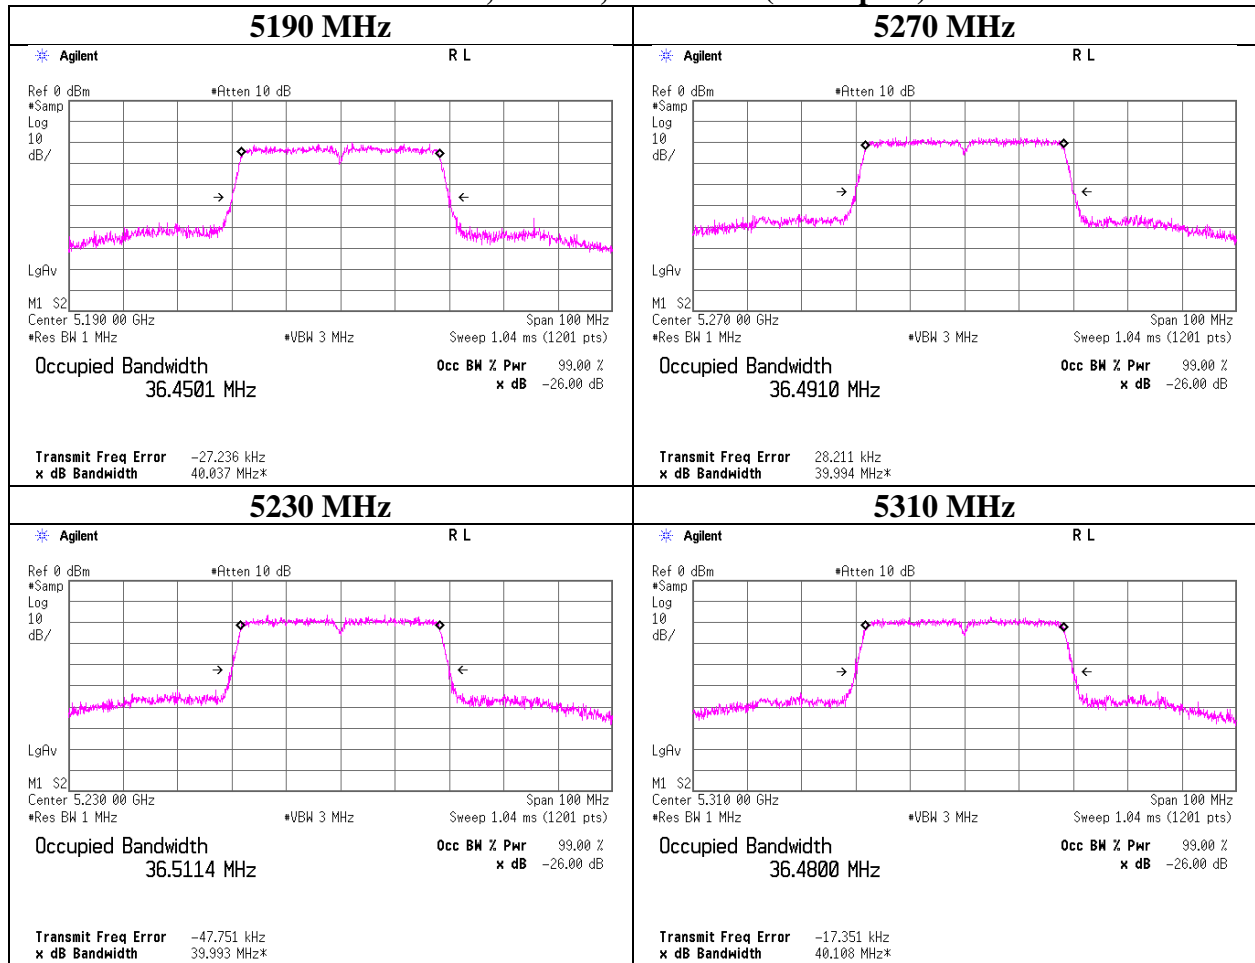 5190 MHz
5270 MHz
Agilent R L
Ref 0 dBm #Atten 10 dB
#Samp
Log
10
dB/
LgAv
M1 S2
Center 5.190 00 GHz Span 100 MHz
#Res BW 1 MHz #VBW 3 MHz Sweep 1.04 ms (1201 pts)
Occupied Bandwidth Occ BW % Pwr 99.00 %
36.4501 MHz x dB -26.00 dB
Transmit Freq Error -27.236 kHz
x dB Bandwidth 40.037 MHz*
Agilent R L
Ref 0 dBm #Atten 10 dB
#Samp
Log
10
dB/
LgAv
M1 S2
Center 5.270 00 GHz Span 100 MHz
#Res BW 1 MHz #VBW 3 MHz Sweep 1.04 ms (1201 pts)
Occupied Bandwidth Occ BW % Pwr 99.00 %
36.4910 MHz x dB -26.00 dB
Transmit Freq Error 28.211 kHz
x dB Bandwidth 39.994 MHz*
5230 MHz
5310 MHz
Agilent R L
Ref 0 dBm #Atten 10 dB
#Samp
Log
10
dB/
LgAv
M1 S2
Center 5.230 00 GHz Span 100 MHz
#Res BW 1 MHz #VBW 3 MHz Sweep 1.04 ms (1201 pts)
Occupied Bandwidth Occ BW % Pwr 99.00 %
36.5114 MHz x dB -26.00 dB
Transmit Freq Error -47.751 kHz
x dB Bandwidth 39.993 MHz*
Agilent R L
Ref 0 dBm #Atten 10 dB
#Samp
Log
10
dB/
LgAv
M1 S2
Center 5.310 00 GHz Span 100 MHz
#Res BW 1 MHz #VBW 3 MHz Sweep 1.04 ms (1201 pts)
Occupied Bandwidth Occ BW % Pwr 99.00 %
36.4800 MHz x dB -26.00 dB
Transmit Freq Error -17.351 kHz
x dB Bandwidth 40.108 MHz*